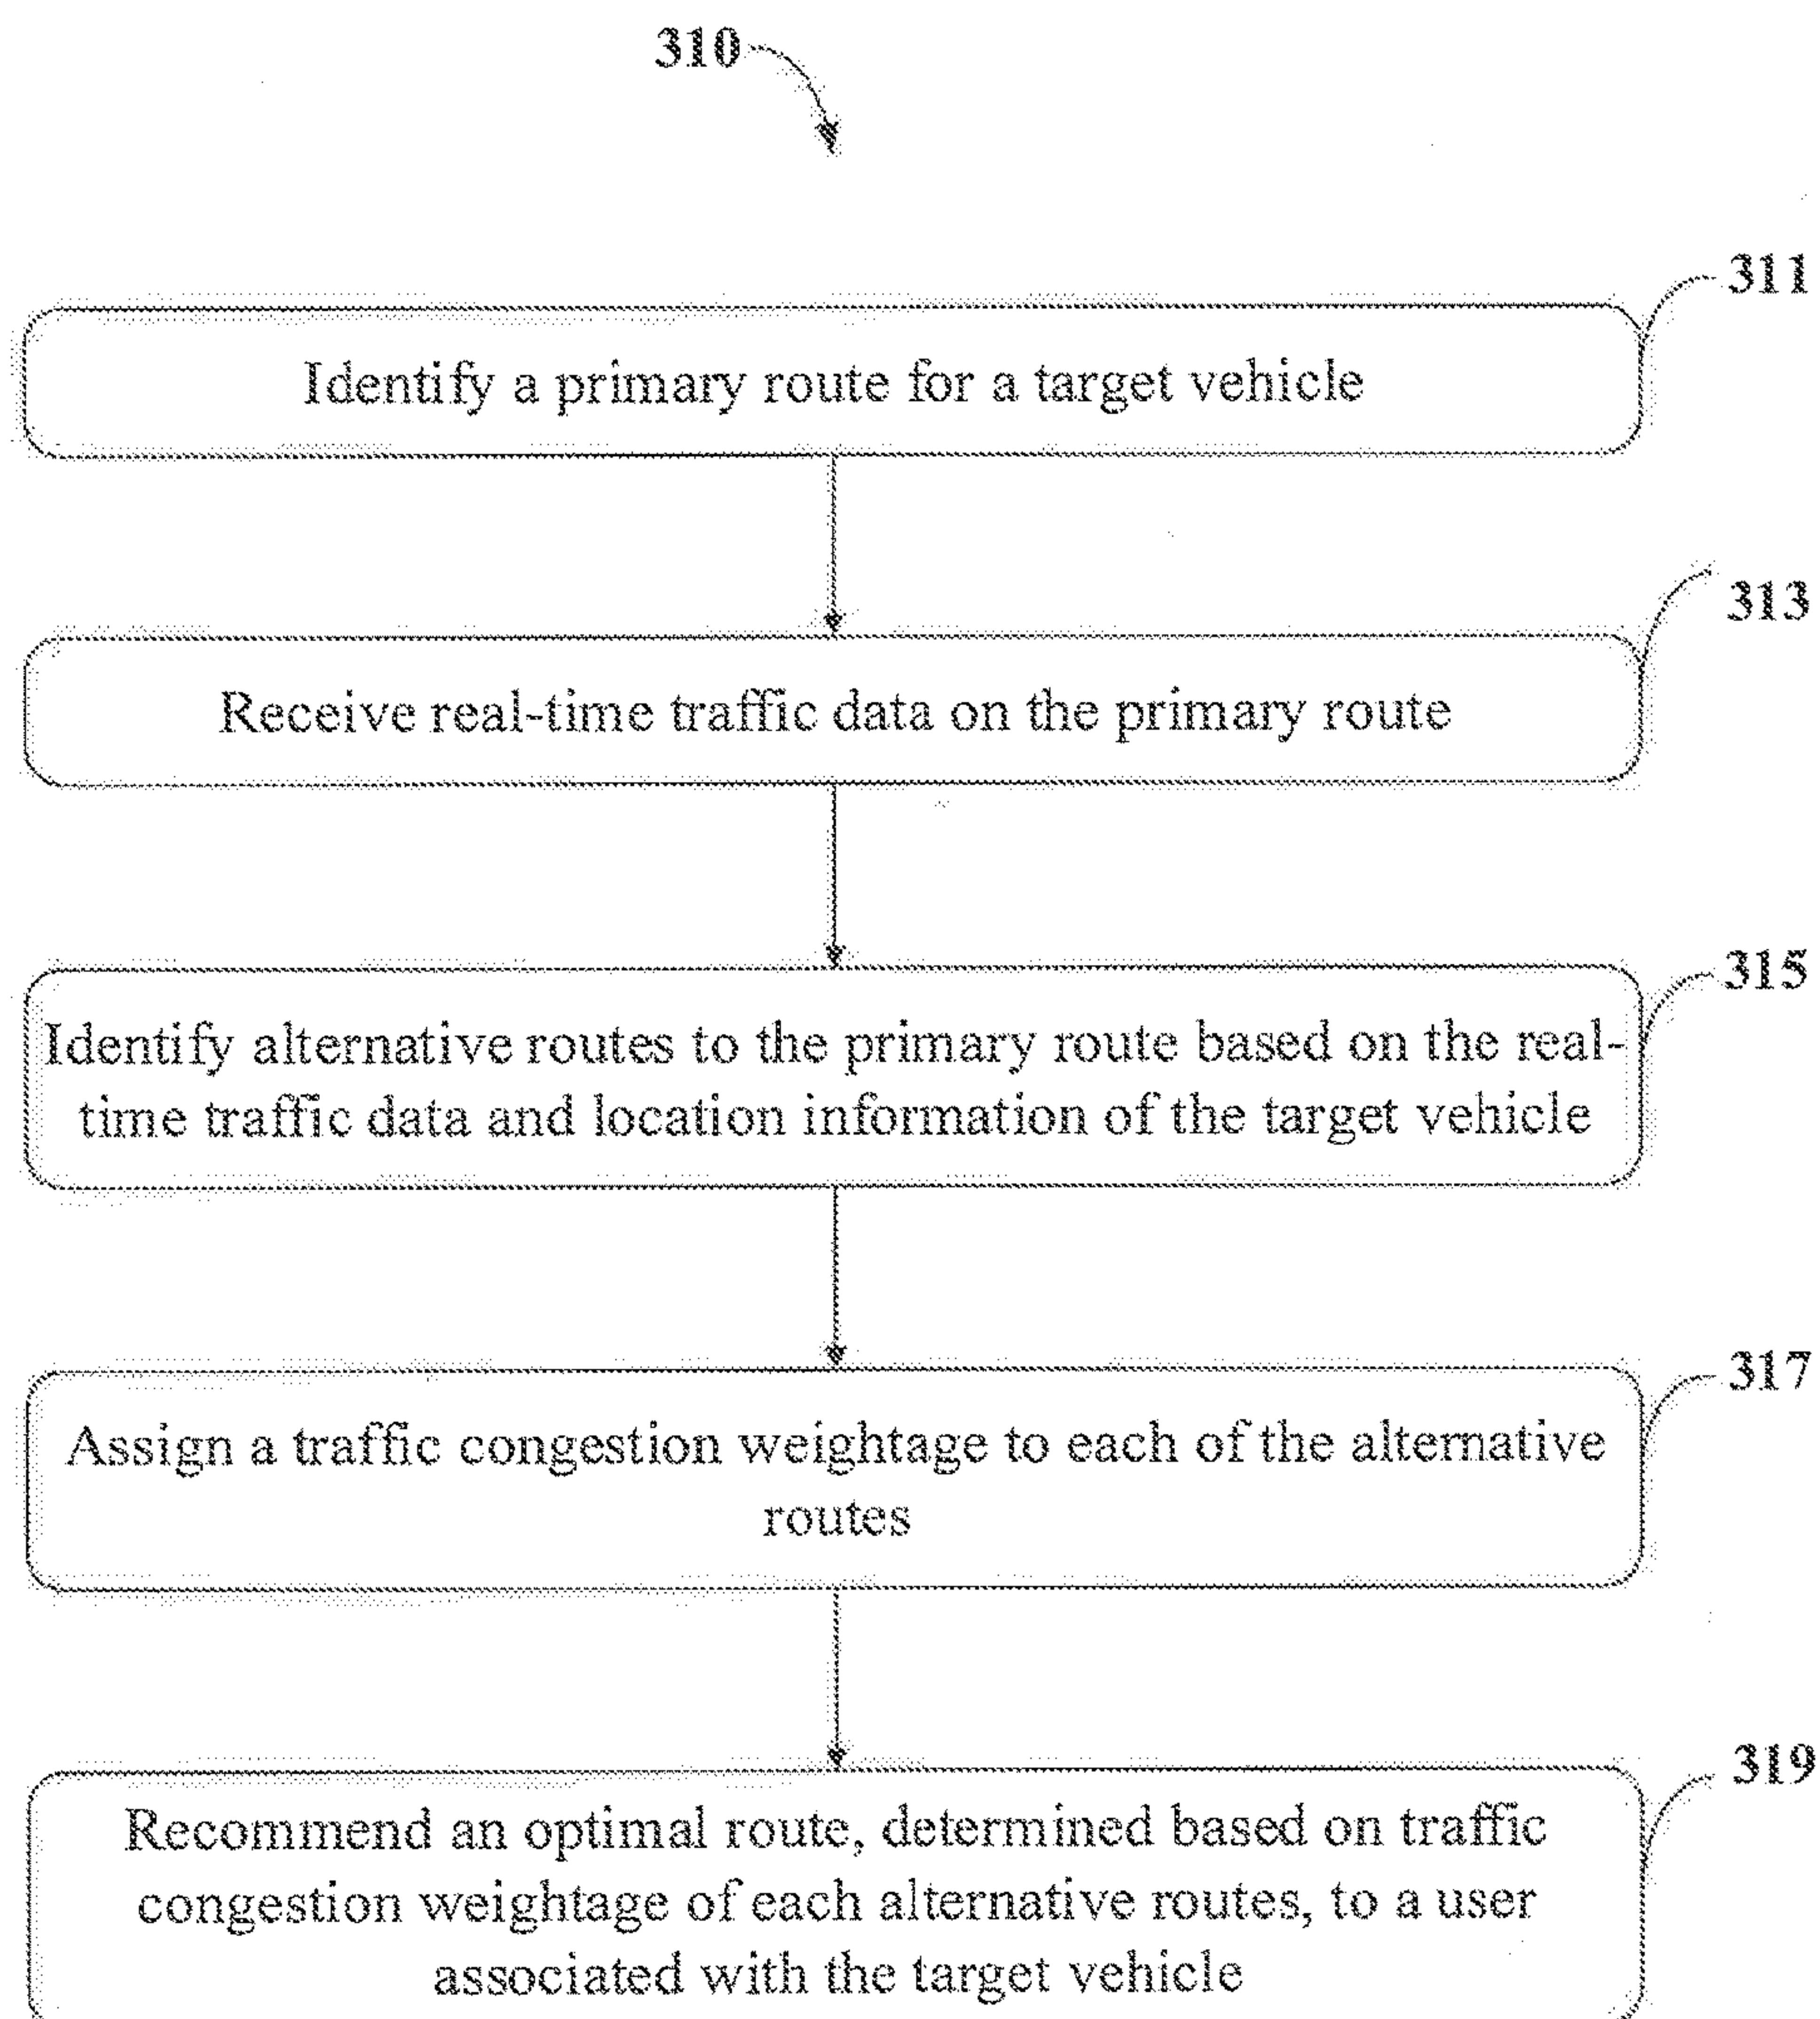 310
311
Identify a primary route for a target vehicle
313
Receive real-time traffic data on the primary route
315
Identify alternative routes to the primary route based on the real-
time traffic data and location information of the target vehicle
317
Assign a traffic congestion weightage to each of the alternative
routes
319
Recommend an optimal route, determined based on traffic
congestion weightage of each alternative routes, to a user
associated with the target vehicle